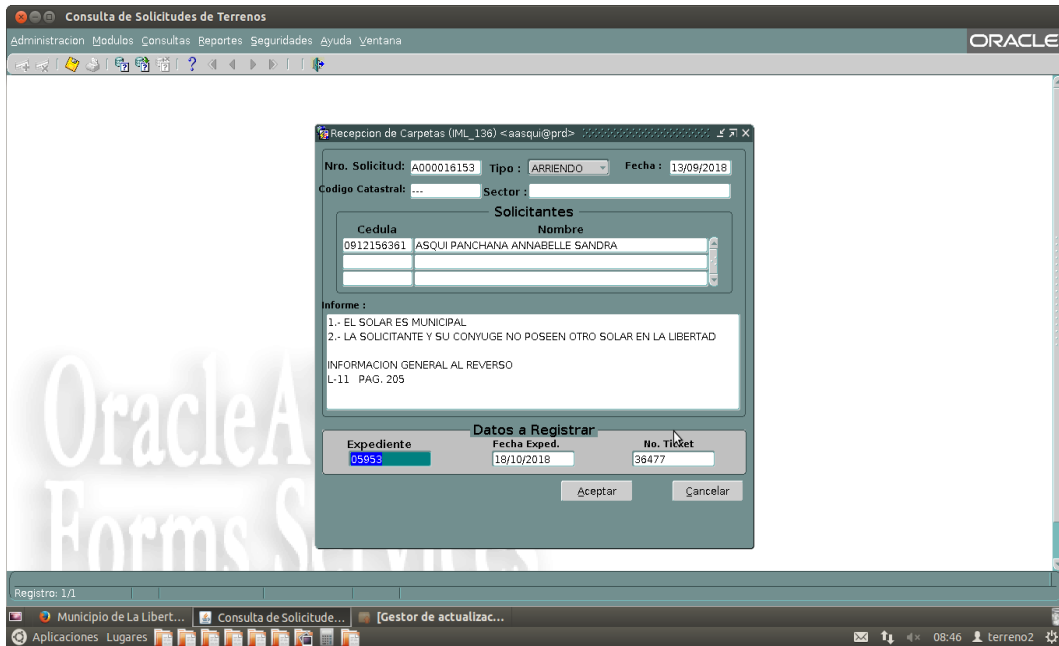 Consulta de Solicitudes de Terrenos
Administracion Modulos Consultas Reportes Seguridades Ayuda Ventana
ORACLE
Recepcion de Carpetas (IML_136) <aasqui@prd>
Nro. Solicitud: A000016153 Tipo : ARRIENDO Fecha : 13/09/2018
Codigo Catastral: --- Sector :
Solicitantes
Cedula Nombre
0912156361 ASQUI PANCHANA ANNABELLE SANDRA
Informe :
1.- EL SOLAR ES MUNICIPAL
2.- LA SOLICITANTE Y SU CONYUGE NO POSEEN OTRO SOLAR EN LA LIBERTAD
INFORMACION GENERAL AL REVERSO
L-11 PAG. 205
Datos a Registrar
Expediente Fecha Exped. No. Ticket
05953 18/10/2018 36477
Aceptar Cancelar
OracleA
Forms Services
Registro: 1/1
Municipio de La Libert... Consulta de Solicitude... [Gestor de actualizac...
Aplicaciones Lugares 08:46 terreno2